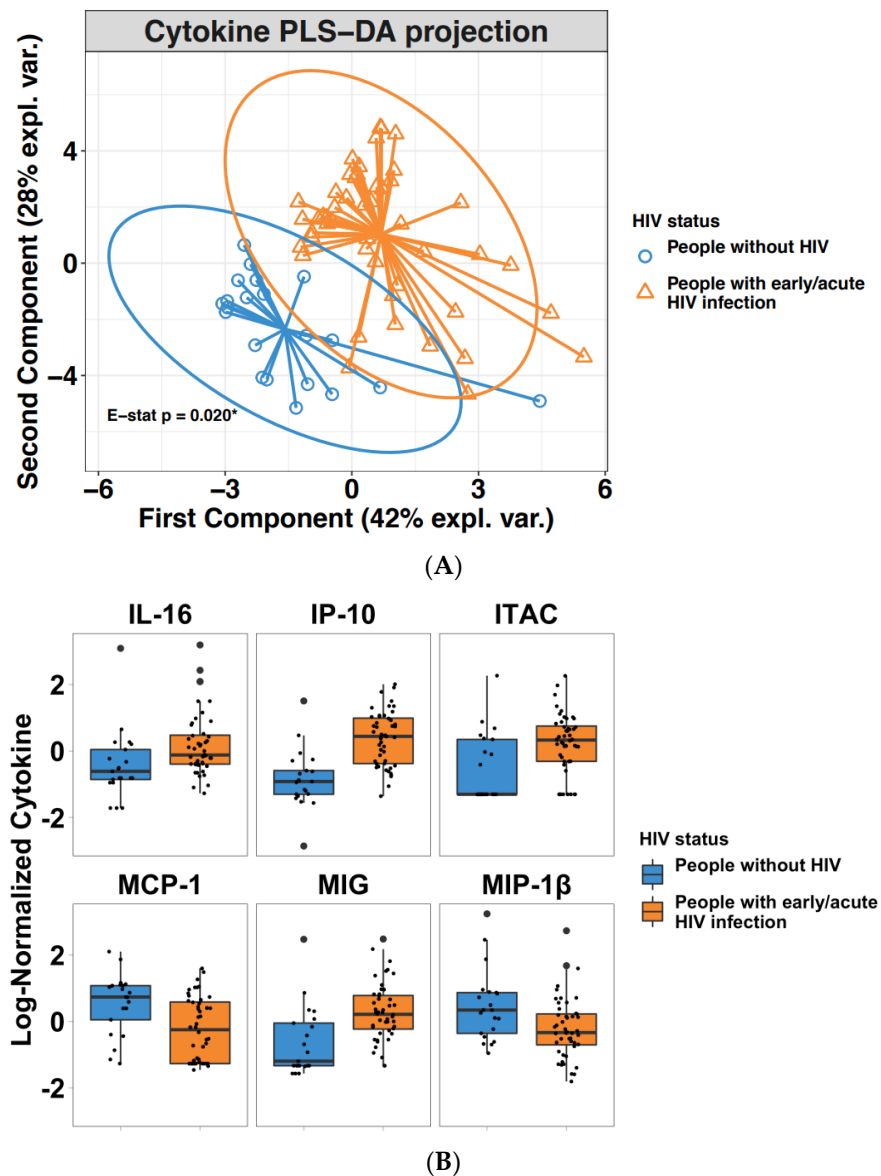 Cytokine PLS–DA projection
Second Component (28% expl. var.)
4
0
−4
E−stat p = 0.020*
−6
−3
0
3
6
First Component (42% expl. var.)
HIV status
People without HIV
People with early/acute
HIV infection
(A)
IL-16
IP-10
ITAC
Log-Normalized Cytokine
2
0
-2
MCP-1
MIG
MIP-1β
2
0
-2
HIV status
People without HIV
People with early/acute
HIV infection
(B)